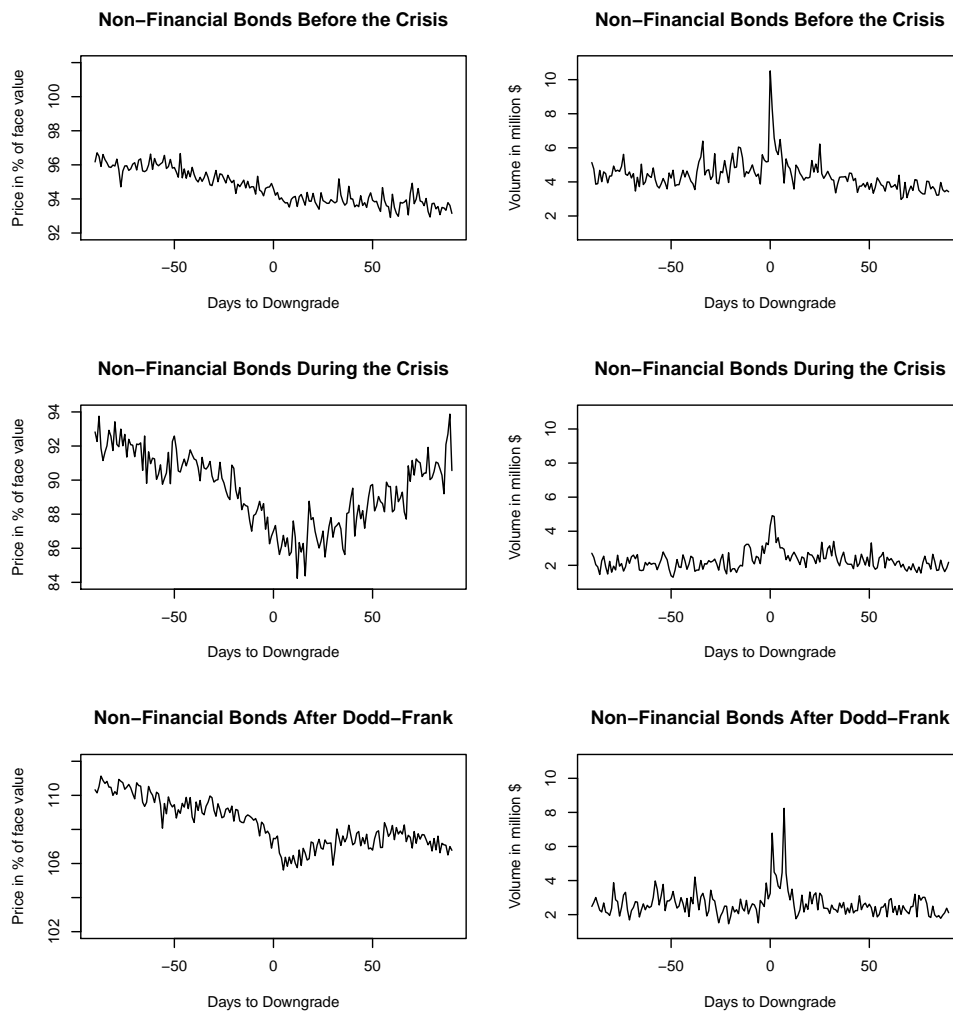 Non−Financial Bonds Before the Crisis
Price in % of face value
92 94 96 98 100
−50 0 50
Days to Downgrade
Non−Financial Bonds Before the Crisis
Volume in million $
2 4 6 8 10
−50 0 50
Days to Downgrade
Non−Financial Bonds During the Crisis
Price in % of face value
84 86 88 90 92 94
−50 0 50
Days to Downgrade
Non−Financial Bonds During the Crisis
Volume in million $
2 4 6 8 10
−50 0 50
Days to Downgrade
Non−Financial Bonds After Dodd−Frank
Price in % of face value
102 106 110
−50 0 50
Days to Downgrade
Non−Financial Bonds After Dodd−Frank
Volume in million $
2 4 6 8 10
−50 0 50
Days to Downgrade